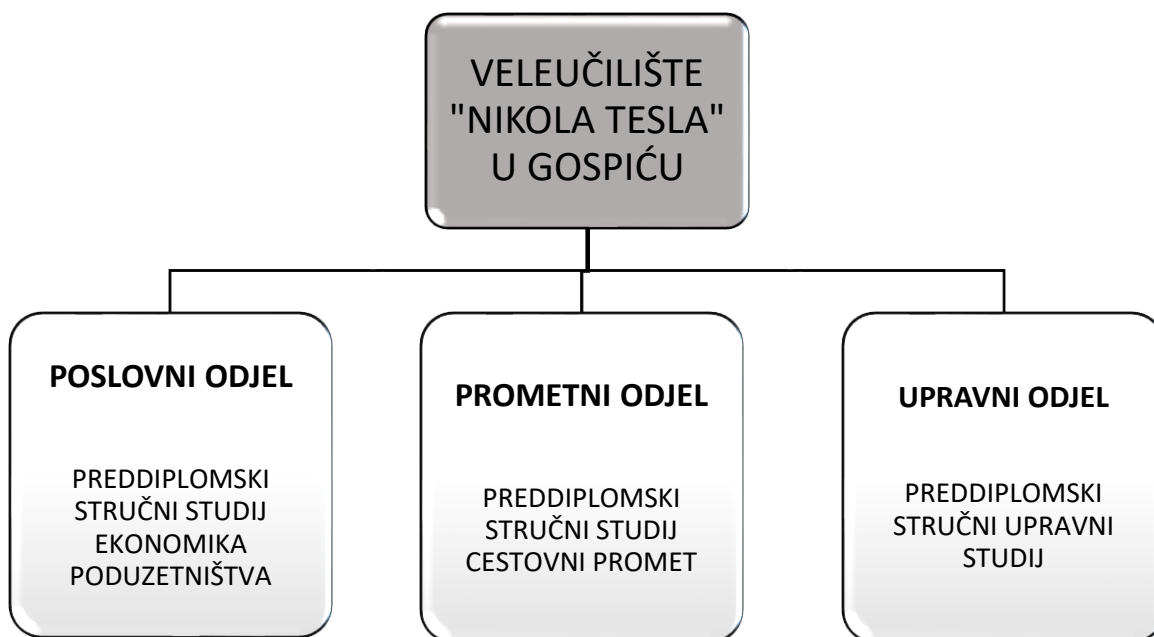 VELEUČILIŠTE
"NIKOLA TESLA"
U GOSPIĆU
POSLOVNI ODJEL
PREDDIPLOMSKI
STRUČNI STUDIJ
EKONOMIKA
PODUZETNIŠTVA
PROMETNI ODJEL
PREDDIPLOMSKI
STRUČNI STUDIJ
CESTOVNI PROMET
UPRAVNI ODJEL
PREDDIPLOMSKI
STRUČNI UPRAVNI
STUDIJ